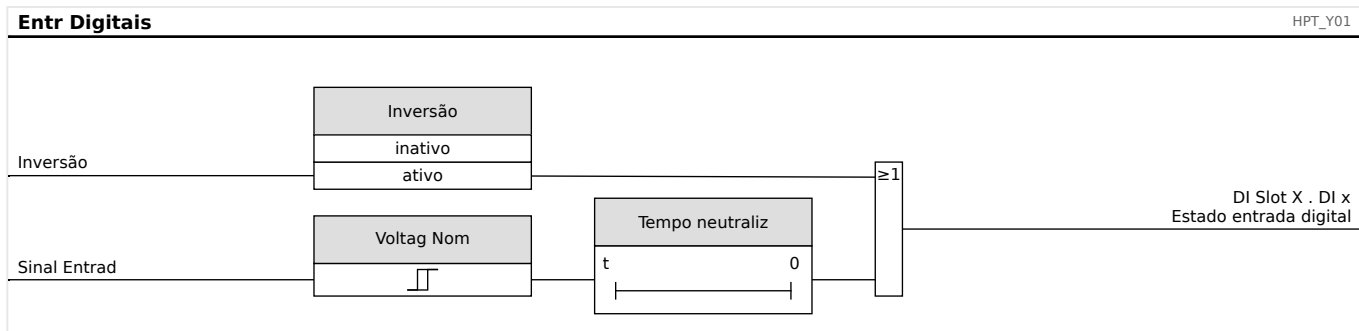 Entr Digitais
HPT_Y01
Inversão
inativo
Inversão
ativo
≥1
DI Slot X . DI x
Estado entrada digital
Tempo neutraliz
Voltag Nom
t 0
Sinal Entrad